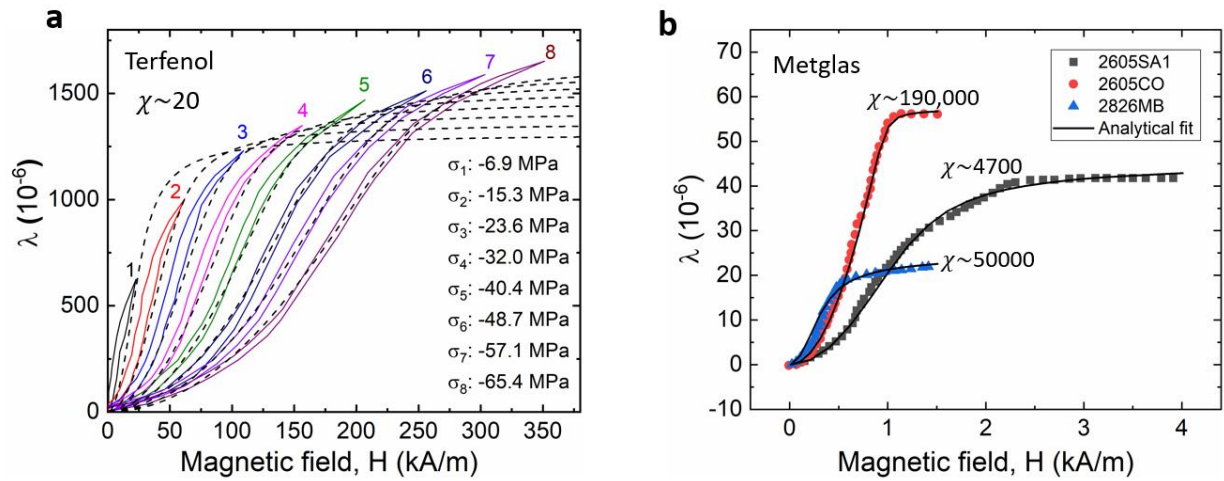 a
Terfenol
χ~20
1
2
3
4
5
6
7
8
σ1: -6.9 MPa
σ2: -15.3 MPa
σ3: -23.6 MPa
σ4: -32.0 MPa
σ5: -40.4 MPa
σ6: -48.7 MPa
σ7: -57.1 MPa
σ8: -65.4 MPa
λ (10⁻⁶)
1500
1000
500
0
0 50 100 150 200 250 300 350
Magnetic field, H (kA/m)
b
Metglas
2605SA1
2605CO
2826MB
Analytical fit
χ~190,000
χ~4700
χ~50000
λ (10⁻⁶)
70
60
50
40
30
20
10
0
-10
0 1 2 3 4
Magnetic field, H (kA/m)